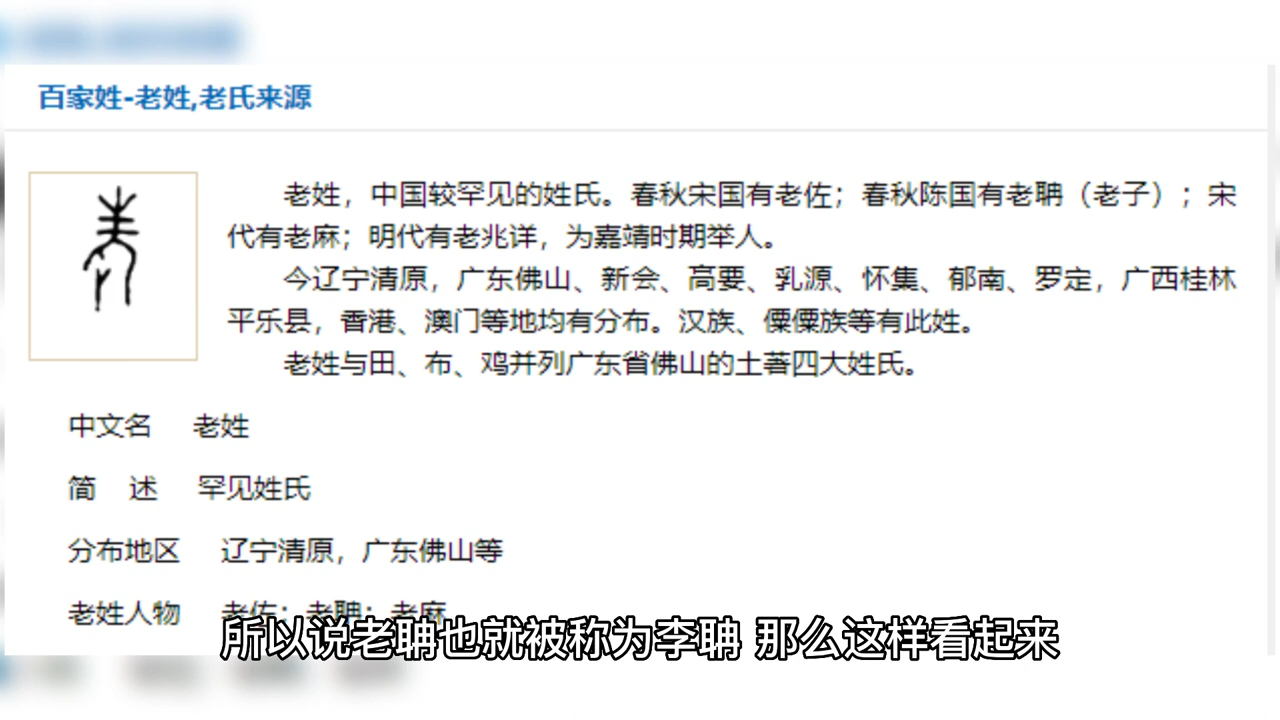 百家姓-老姓,老氏来源
老姓，中国较罕见的姓氏。春秋宋国有老佐；春秋陈国有老聃（老子）；宋
代有老麻；明代有老兆详，为嘉靖时期举人。
今辽宁清原，广东佛山、新会、高要、乳源、怀集、郁南、罗定，广西桂林
平乐县，香港、澳门等地均有分布。汉族、傈僳族等有此姓。
老姓与田、布、鸡并列广东省佛山的土著四大姓氏。
中文名 老姓
简 述 罕见姓氏
分布地区 辽宁清原，广东佛山等
老姓人物 老佐；老聃；老麻
所以说老聃也就被称为李聃 那么这样看起来